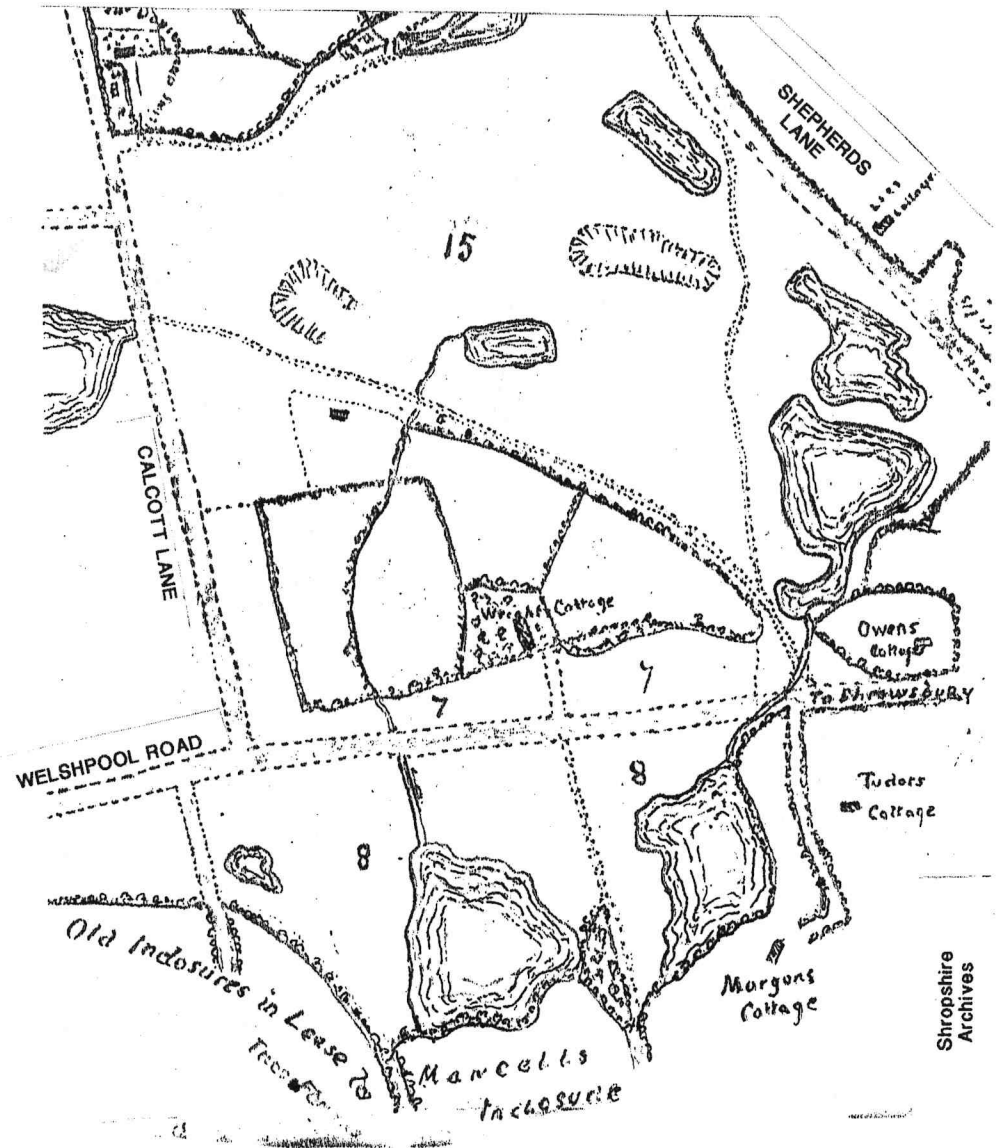 SHEPHERDS
LANE
15
CALCOTT LANE
Cottage
Owens
Cottage
7
7
To Shrewsbury
WELSHPOOL ROAD
8
8
Tudors
Cottage
Old Inclosures in Lease To
Morgans
Cottage
Mancells
Inclosure
Shropshire
Archives